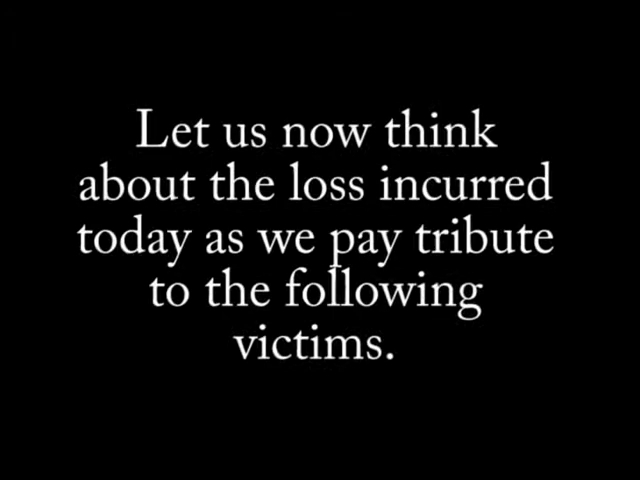 Let us now think
about the loss incurred
today as we pay tribute
to the following
victims.